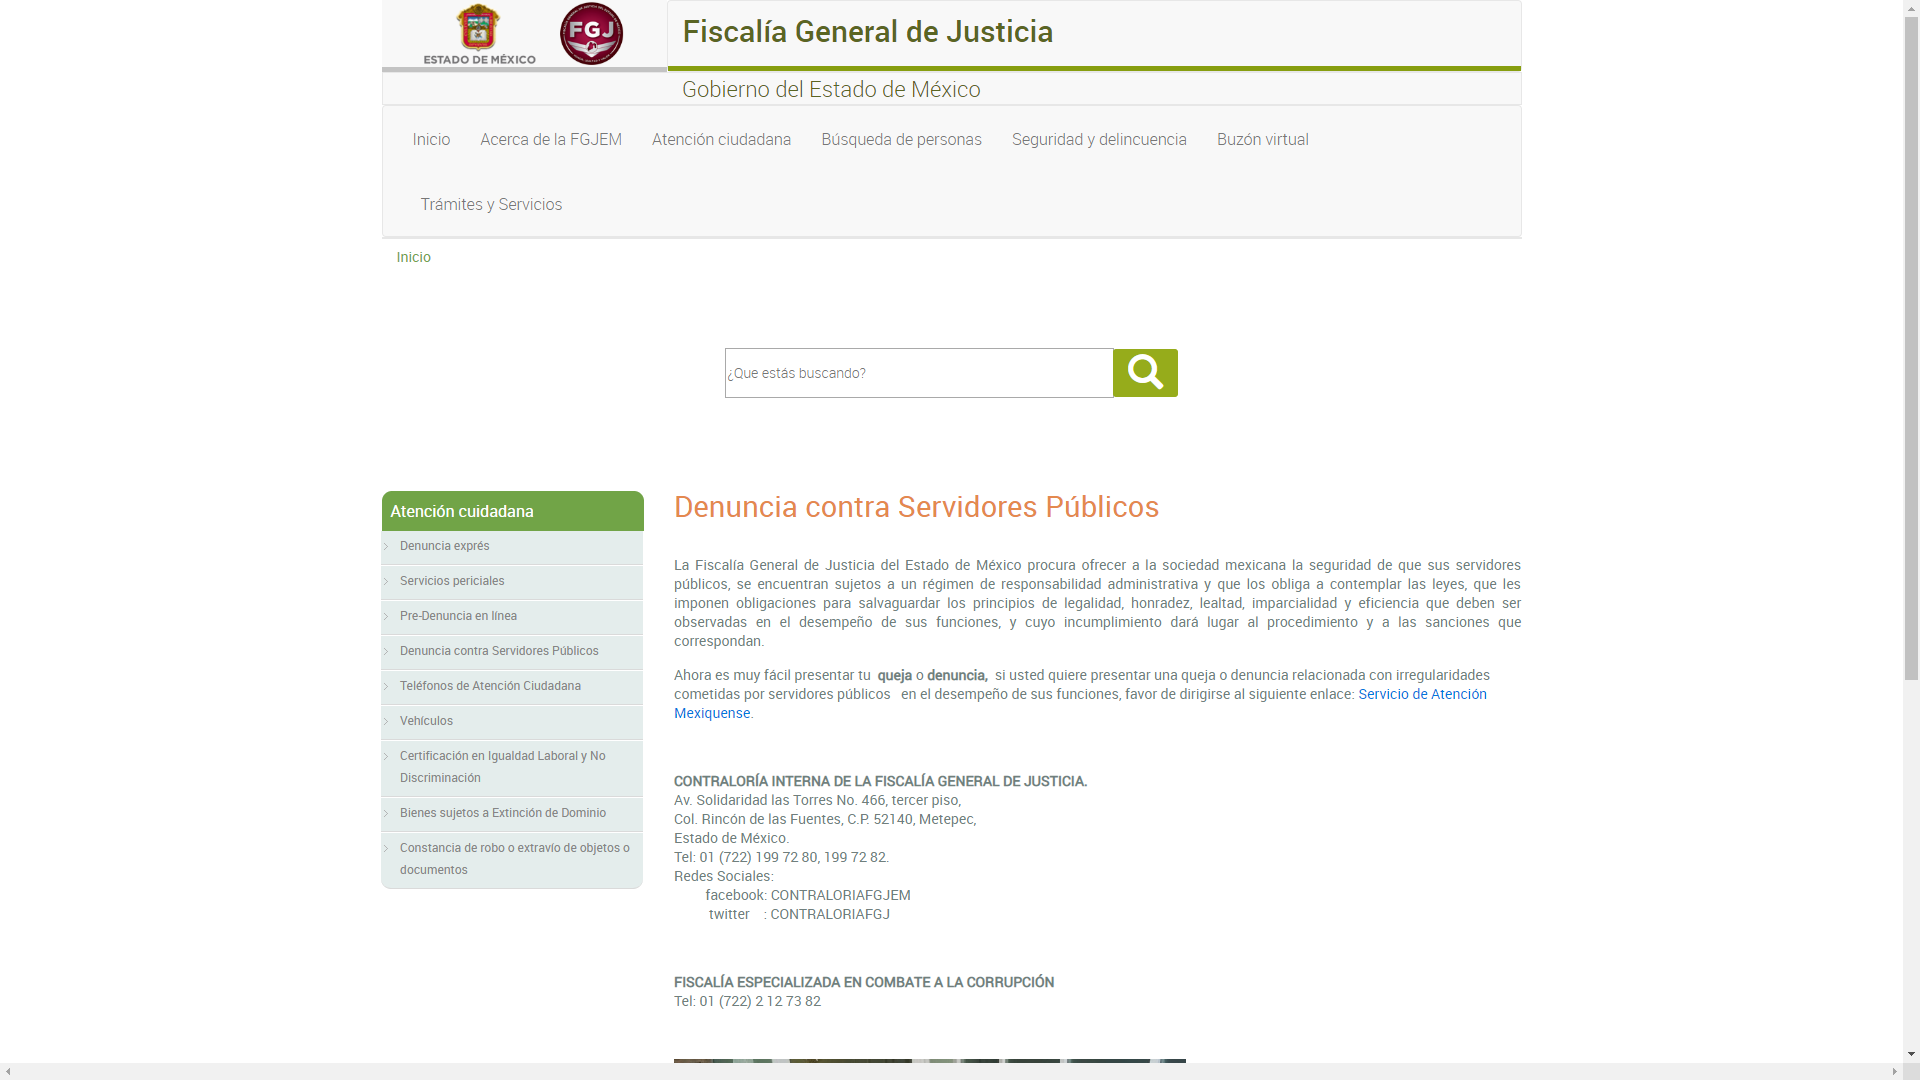 ESTADO DE MÉXICO
FGJ
Fiscalía General de Justicia
Gobierno del Estado de México
Inicio
Acerca de la FGJEM
Atención ciudadana
Búsqueda de personas
Seguridad y delincuencia
Buzón virtual
Trámites y Servicios
Inicio
¿Que estás buscando?
Atención cuidadana
Denuncia exprés
Servicios periciales
Pre-Denuncia en línea
Denuncia contra Servidores Públicos
Teléfonos de Atención Ciudadana
Vehículos
Certificación en Igualdad Laboral y No
Discriminación
Bienes sujetos a Extinción de Dominio
Constancia de robo o extravío de objetos o
documentos
Denuncia contra Servidores Públicos
La Fiscalía General de Justicia del Estado de México procura ofrecer a la sociedad mexicana la seguridad de que sus servidores
públicos, se encuentran sujetos a un régimen de responsabilidad administrativa y que los obliga a contemplar las leyes, que les
imponen obligaciones para salvaguardar los principios de legalidad, honradez, lealtad, imparcialidad y eficiencia que deben ser
observadas en el desempeño de sus funciones, y cuyo incumplimiento dará lugar al procedimiento y a las sanciones que
correspondan.
Ahora es muy fácil presentar tu queja o denuncia, si usted quiere presentar una queja o denuncia relacionada con irregularidades
cometidas por servidores públicos en el desempeño de sus funciones, favor de dirigirse al siguiente enlace: Servicio de Atención
Mexiquense.
CONTRALORÍA INTERNA DE LA FISCALÍA GENERAL DE JUSTICIA.
Av. Solidaridad las Torres No. 466, tercer piso,
Col. Rincón de las Fuentes, C.P. 52140, Metepec,
Estado de México.
Tel: 01 (722) 199 72 80, 199 72 82.
Redes Sociales:
facebook: CONTRALORIAFGJEM
twitter : CONTRALORIAFGJ
FISCALÍA ESPECIALIZADA EN COMBATE A LA CORRUPCIÓN
Tel: 01 (722) 2 12 73 82